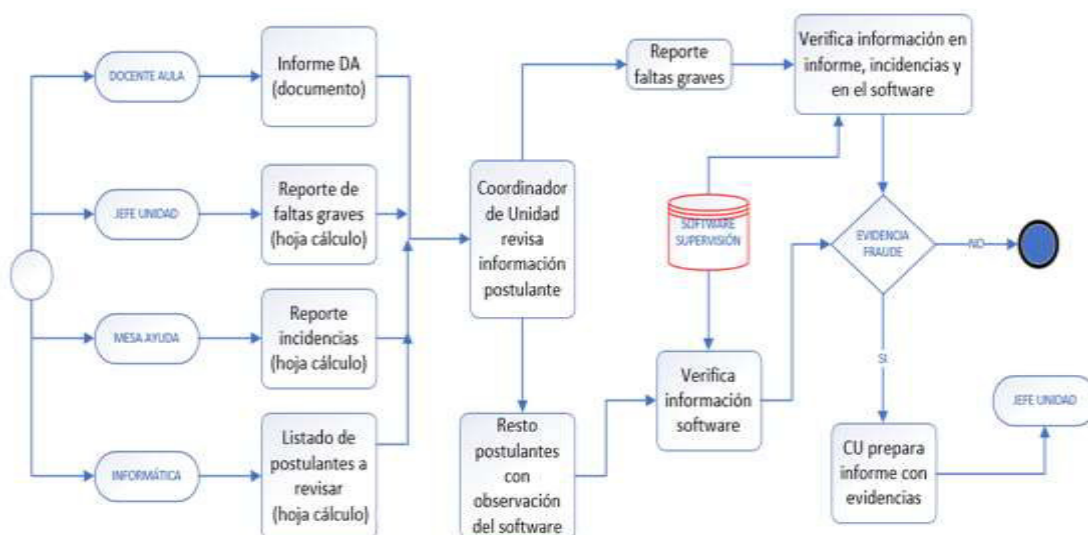 DOCENTE AULA
Informe DA
(documento)
JEFE UNIDAD
Reporte de
faltas graves
(hoja cálculo)
MESA AYUDA
Reporte
incidencias
(hoja cálculo)
INFORMÁTICA
Listado de
postulantes a
revisar
(hoja cálculo)
Coordinador
de Unidad
revisa
información
postulante
Reporte
faltas graves
Verifica información en
informe, incidencias y
en el software
SOFTWARE
SUPERVISIÓN
Resto
postulantes
con
observación
del software
Verifica
información
software
EVIDENCIA
FRAUDE
NO
SI
CU prepara
informe con
evidencias
JEFE UNIDAD